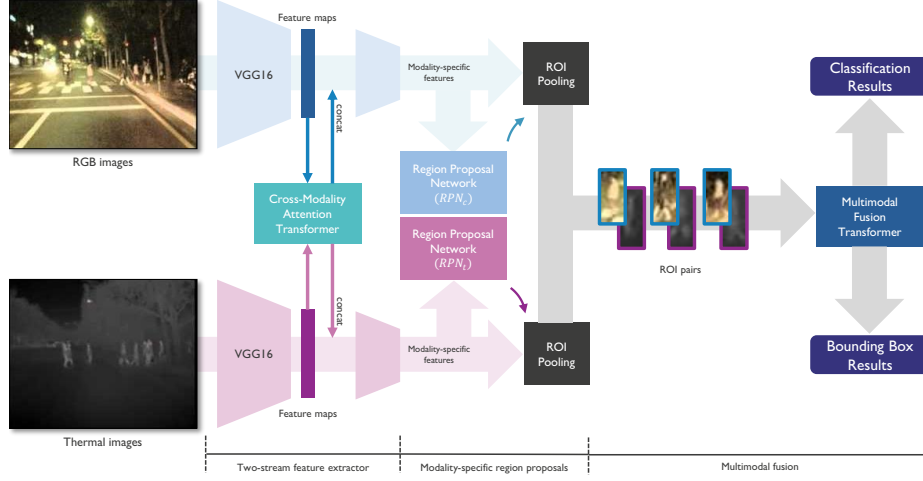 Feature maps
VGG16
concat
Modality-specific
features
ROI
Pooling
Classification
Results
RGB images
Cross-Modality
Attention
Transformer
Region Proposal
Network
(RPN_c)
Region Proposal
Network
(RPN_t)
ROI pairs
Multimodal
Fusion
Transformer
concat
VGG16
Modality-specific
features
ROI
Pooling
Bounding Box
Results
Feature maps
Thermal images
Two-stream feature extractor
Modality-specific region proposals
Multimodal fusion